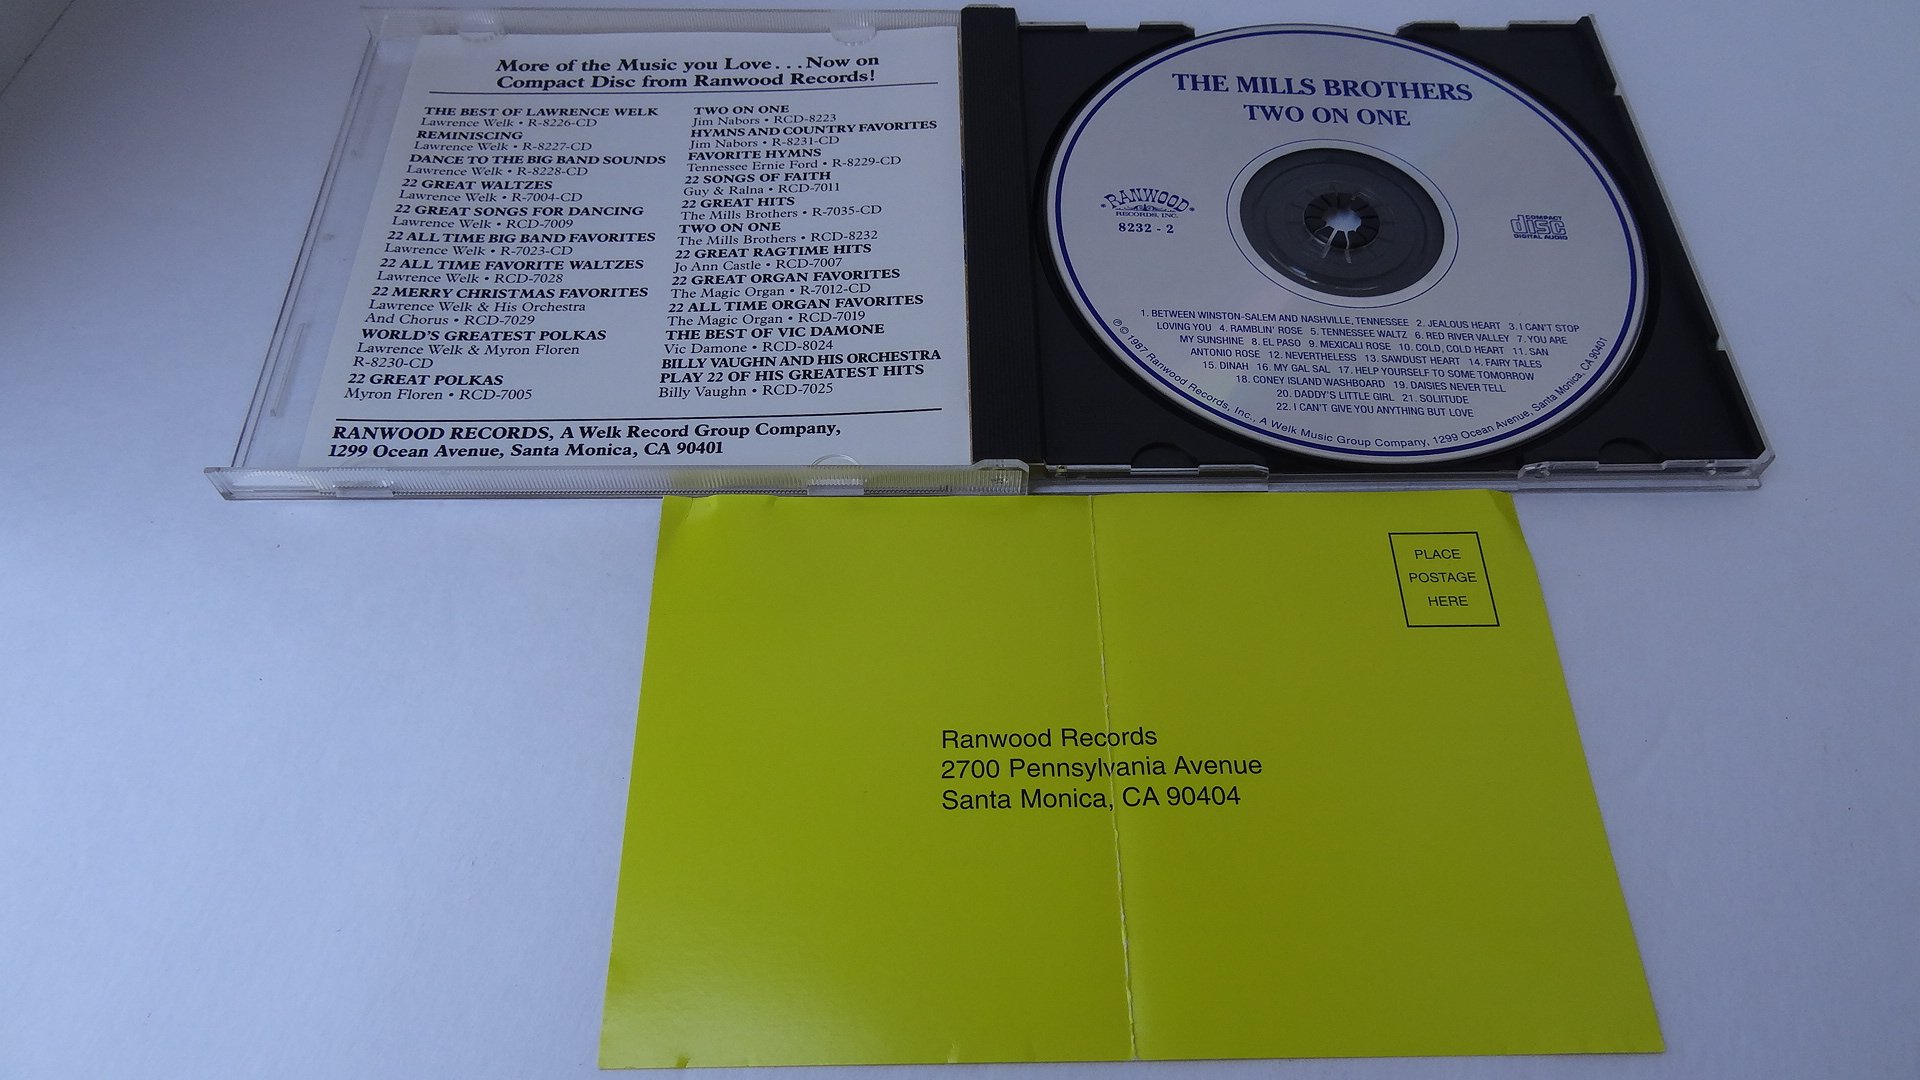 More of the Music you Love...Now on
Compact Disc from Ranwood Records!
THE BEST OF LAWRENCE WELK
Lawrence Welk • R-8226-CD
REMINISCING
Lawrence Welk • R-8227-CD
DANCE TO THE BIG BAND SOUNDS
Lawrence Welk • R-8228-CD
22 GREAT WALTZES
Lawrence Welk • R-7004-CD
22 GREAT SONGS FOR DANCING
Lawrence Welk • RCD-7009
22 ALL TIME BIG BAND FAVORITES
Lawrence Welk • R-7023-CD
22 ALL TIME FAVORITE WALTZES
Lawrence Welk • RCD-7028
22 MERRY CHRISTMAS FAVORITES
Lawrence Welk & His Orchestra
And Chorus • RCD-7029
WORLD'S GREATEST POLKAS
Lawrence Welk & Myron Floren
R-8230-CD
22 GREAT POLKAS
Myron Floren • RCD-7005
TWO ON ONE
Jim Nabors • RCD-8223
HYMNS AND COUNTRY FAVORITES
Jim Nabors • R-8231-CD
FAVORITE HYMNS
Tennessee Ernie Ford • R-8229-CD
22 SONGS OF FAITH
Guy & Ralna • RCD-7011
22 GREAT HITS
The Mills Brothers • R-7035-CD
TWO ON ONE
The Mills Brothers • RCD-8232
22 GREAT RAGTIME HITS
Jo Ann Castle • RCD-7007
22 GREAT ORGAN FAVORITES
The Magic Organ • R-7012-CD
22 ALL TIME ORGAN FAVORITES
The Magic Organ • RCD-7019
THE BEST OF VIC DAMONE
Vic Damone • RCD-8024
BILLY VAUGHN AND HIS ORCHESTRA
PLAY 22 OF HIS GREATEST HITS
Billy Vaughn • RCD-7025
RANWOOD RECORDS, A Welk Record Group Company,
1299 Ocean Avenue, Santa Monica, CA 90401
THE MILLS BROTHERS
TWO ON ONE
RANWOOD
RECORDS, INC.
8232 - 2
COMPACT
disc
DIGITAL AUDIO
1. BETWEEN WINSTON-SALEM AND NASHVILLE, TENNESSEE 2. JEALOUS HEART 3. I CAN'T STOP
LOVING YOU 4. RAMBLIN' ROSE 5. TENNESSEE WALTZ 6. RED RIVER VALLEY 7. YOU ARE
MY SUNSHINE 8. EL PASO 9. MEXICALI ROSE 10. COLD, COLD HEART 11. SAN
ANTONIO ROSE 12. NEVERTHELESS 13. SAWDUST HEART 14. FAIRY TALES
15. DINAH 16. MY GAL SAL 17. HELP YOURSELF TO SOME TOMORROW
18. CONEY ISLAND WASHBOARD 19. DAISIES NEVER TELL
20. DADDY'S LITTLE GIRL 21. SOLITUDE
22. I CAN'T GIVE YOU ANYTHING BUT LOVE
℗ © 1987 Ranwood Records, Inc., A Welk Music Group Company, 1299 Ocean Avenue, Santa Monica, CA 90401
PLACE
POSTAGE
HERE
Ranwood Records
2700 Pennsylvania Avenue
Santa Monica, CA 90404